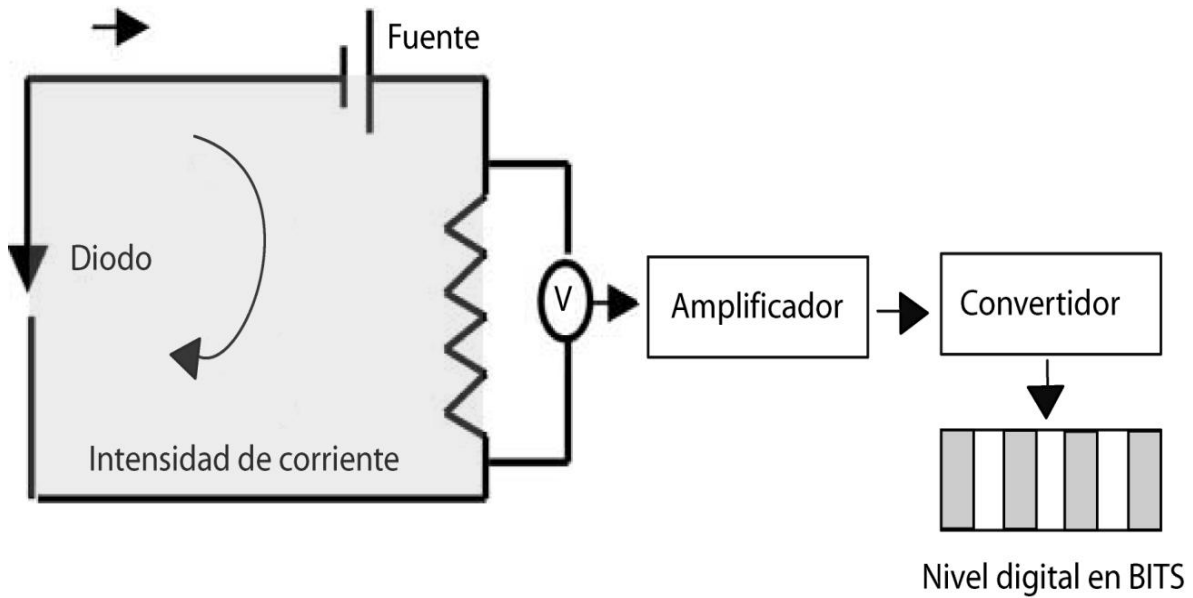 Fuente
Diodo
V
Amplificador
Convertidor
Intensidad de corriente
Nivel digital en BITS